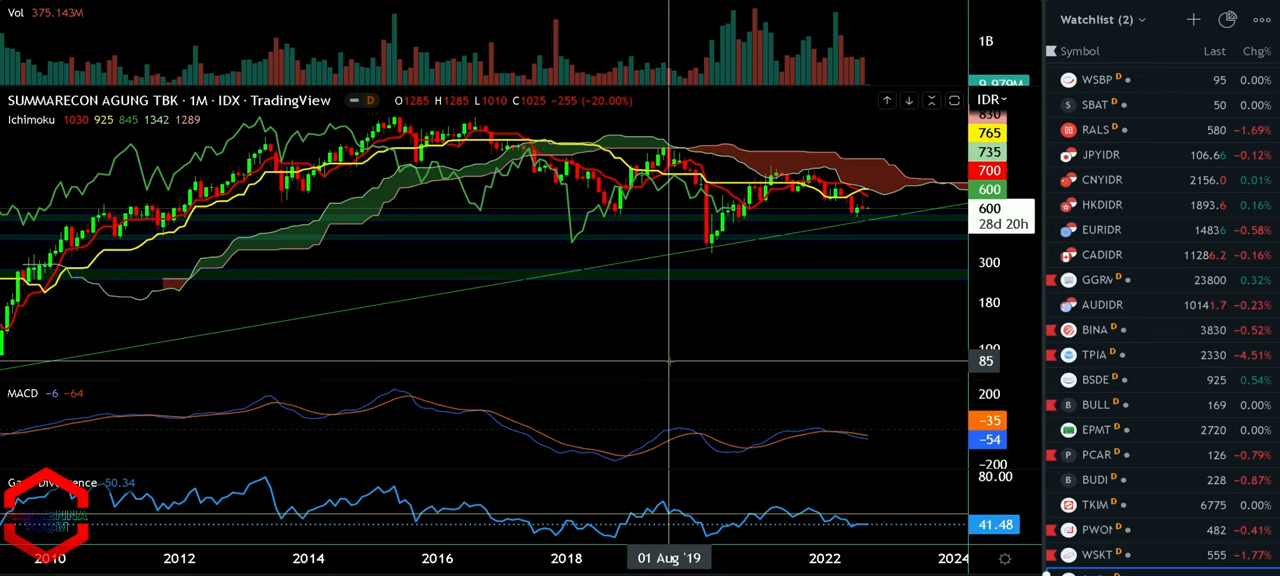 Vol 375.143M
1B
9.979M
SUMMARECON AGUNG TBK · 1M · IDX · TradingView D O1285 H1285 L1010 C1025 -255 (-20.00%)
IDR
Ichimoku 1030 925 845 1342 1289
830
765
735
700
600
600
28d 20h
300
180
100
85
MACD -6 -64
200
-35
-54
-200
Divergence 50.34
80.00
41.48
2010 2012 2014 2016 2018 01 Aug '19 2022 2024
Watchlist (2)
Symbol Last Chg%
WSBP D 95 0.00%
SBAT D 50 0.00%
RALS D 580 -1.69%
JPYIDR 106.66 -0.12%
CNYIDR 2156.0 0.01%
HKDIDR 1893.6 0.16%
EURIDR 14836 -0.58%
CADIDR 11286.2 -0.16%
GGRM D 23800 0.32%
AUDIDR 10141.7 -0.23%
BINA D 3830 -0.52%
TPIA D 2330 -4.51%
BSDE D 925 0.54%
BULL D 169 0.00%
EPMT D 2720 0.00%
PCAR D 126 -0.79%
BUDI D 228 -0.87%
TKIM D 6775 0.00%
PWON D 482 -0.41%
WSKT D 555 -1.77%